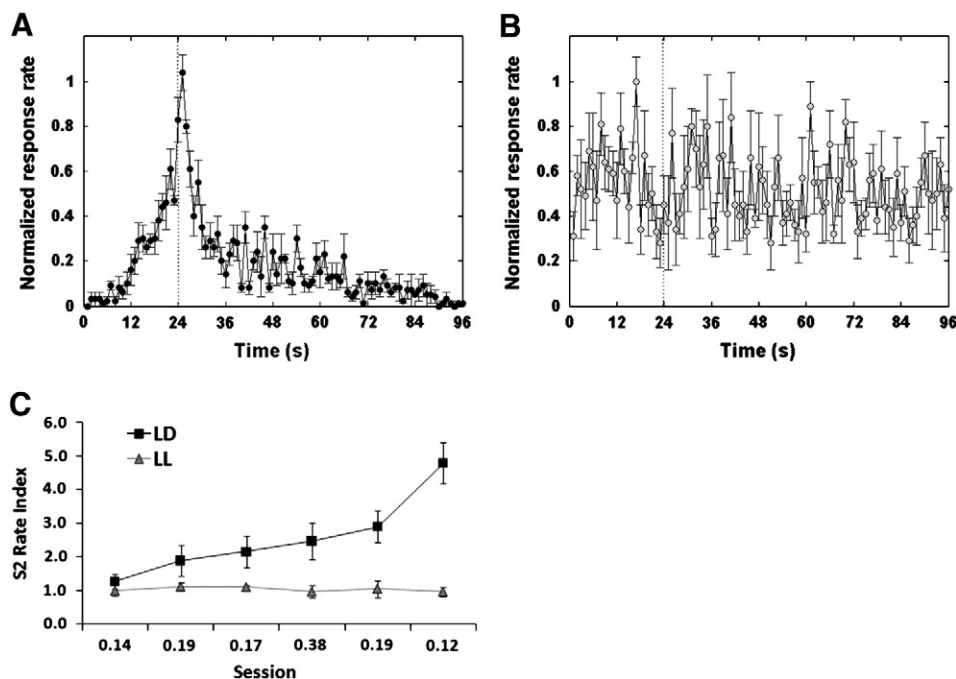 A
Normalized response rate
1
0.8
0.6
0.4
0.2
0
0 12 24 36 48 60 72 84 96
Time (s)
B
Normalized response rate
1
0.8
0.6
0.4
0.2
0
0 12 24 36 48 60 72 84 96
Time (s)
C
S2 Rate Index
6.0
5.0
4.0
3.0
2.0
1.0
0.0
LD
LL
0.14 0.19 0.17 0.38 0.19 0.12
Session